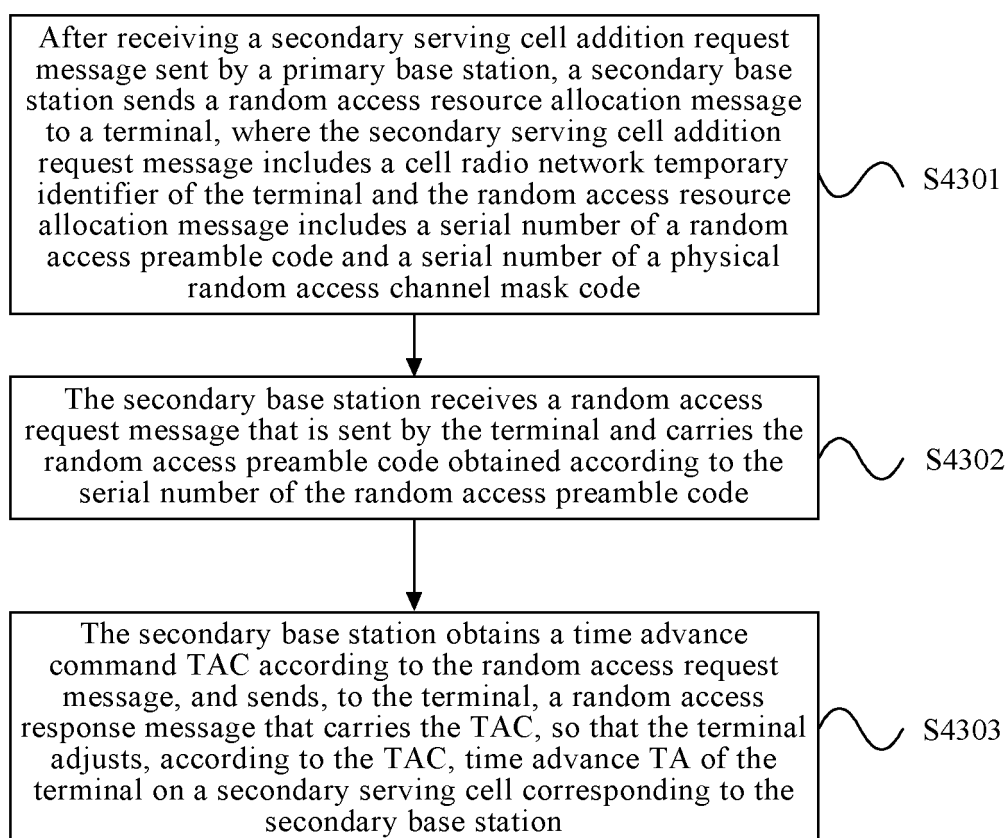 After receiving a secondary serving cell addition request
message sent by a primary base station, a secondary base
station sends a random access resource allocation message
to a terminal, where the secondary serving cell addition
request message includes a cell radio network temporary
identifier of the terminal and the random access resource
allocation message includes a serial number of a random
access preamble code and a serial number of a physical
random access channel mask code
S4301
The secondary base station receives a random access
request message that is sent by the terminal and carries the
random access preamble code obtained according to the
serial number of the random access preamble code
S4302
The secondary base station obtains a time advance
command TAC according to the random access request
message, and sends, to the terminal, a random access
response message that carries the TAC, so that the terminal
adjusts, according to the TAC, time advance TA of the
terminal on a secondary serving cell corresponding to the
secondary base station
S4303